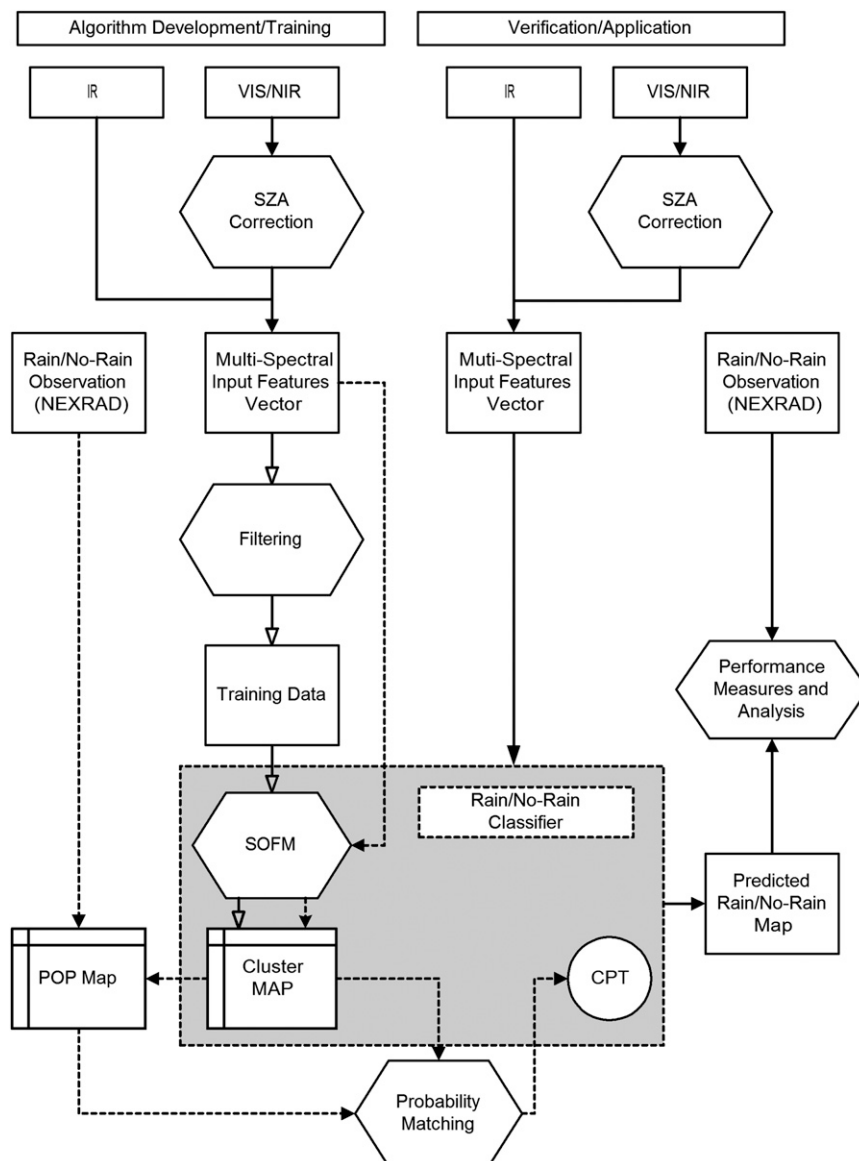 Algorithm Development/Training
Verification/Application
IR
VIS/NIR
IR
VIS/NIR
SZA
Correction
SZA
Correction
Rain/No-Rain
Observation
(NEXRAD)
Multi-Spectral
Input Features
Vector
Muti-Spectral
Input Features
Vector
Rain/No-Rain
Observation
(NEXRAD)
Filtering
Training Data
Performance
Measures and
Analysis
Rain/No-Rain
Classifier
SOFM
Predicted
Rain/No-Rain
Map
POP Map
Cluster
MAP
CPT
Probability
Matching